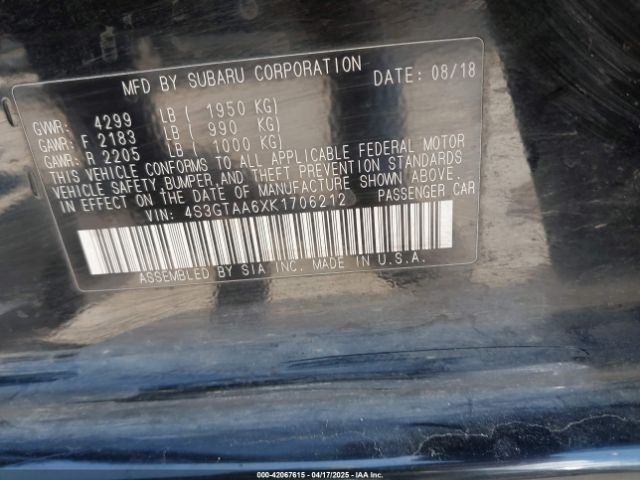 MFD BY SUBARU CORPORATION DATE: 08/18
GVWR: 4299 LB ( 1950 KG)
GAWR: F 2183 LB ( 990 KG)
GAWR: R 2205 LB ( 1000 KG)
THIS VEHICLE CONFORMS TO ALL APPLICABLE FEDERAL MOTOR
VEHICLE SAFETY,BUMPER,AND THEFT PREVENTION STANDARDS
IN EFFECT ON THE DATE OF MANUFACTURE SHOWN ABOVE.
VIN: 4S3GTAA6XK1706212 PASSENGER CAR
ASSEMBLED BY SIA INC. MADE IN U.S.A.
000-42067615 - 04/17/2025 - IAA Inc.